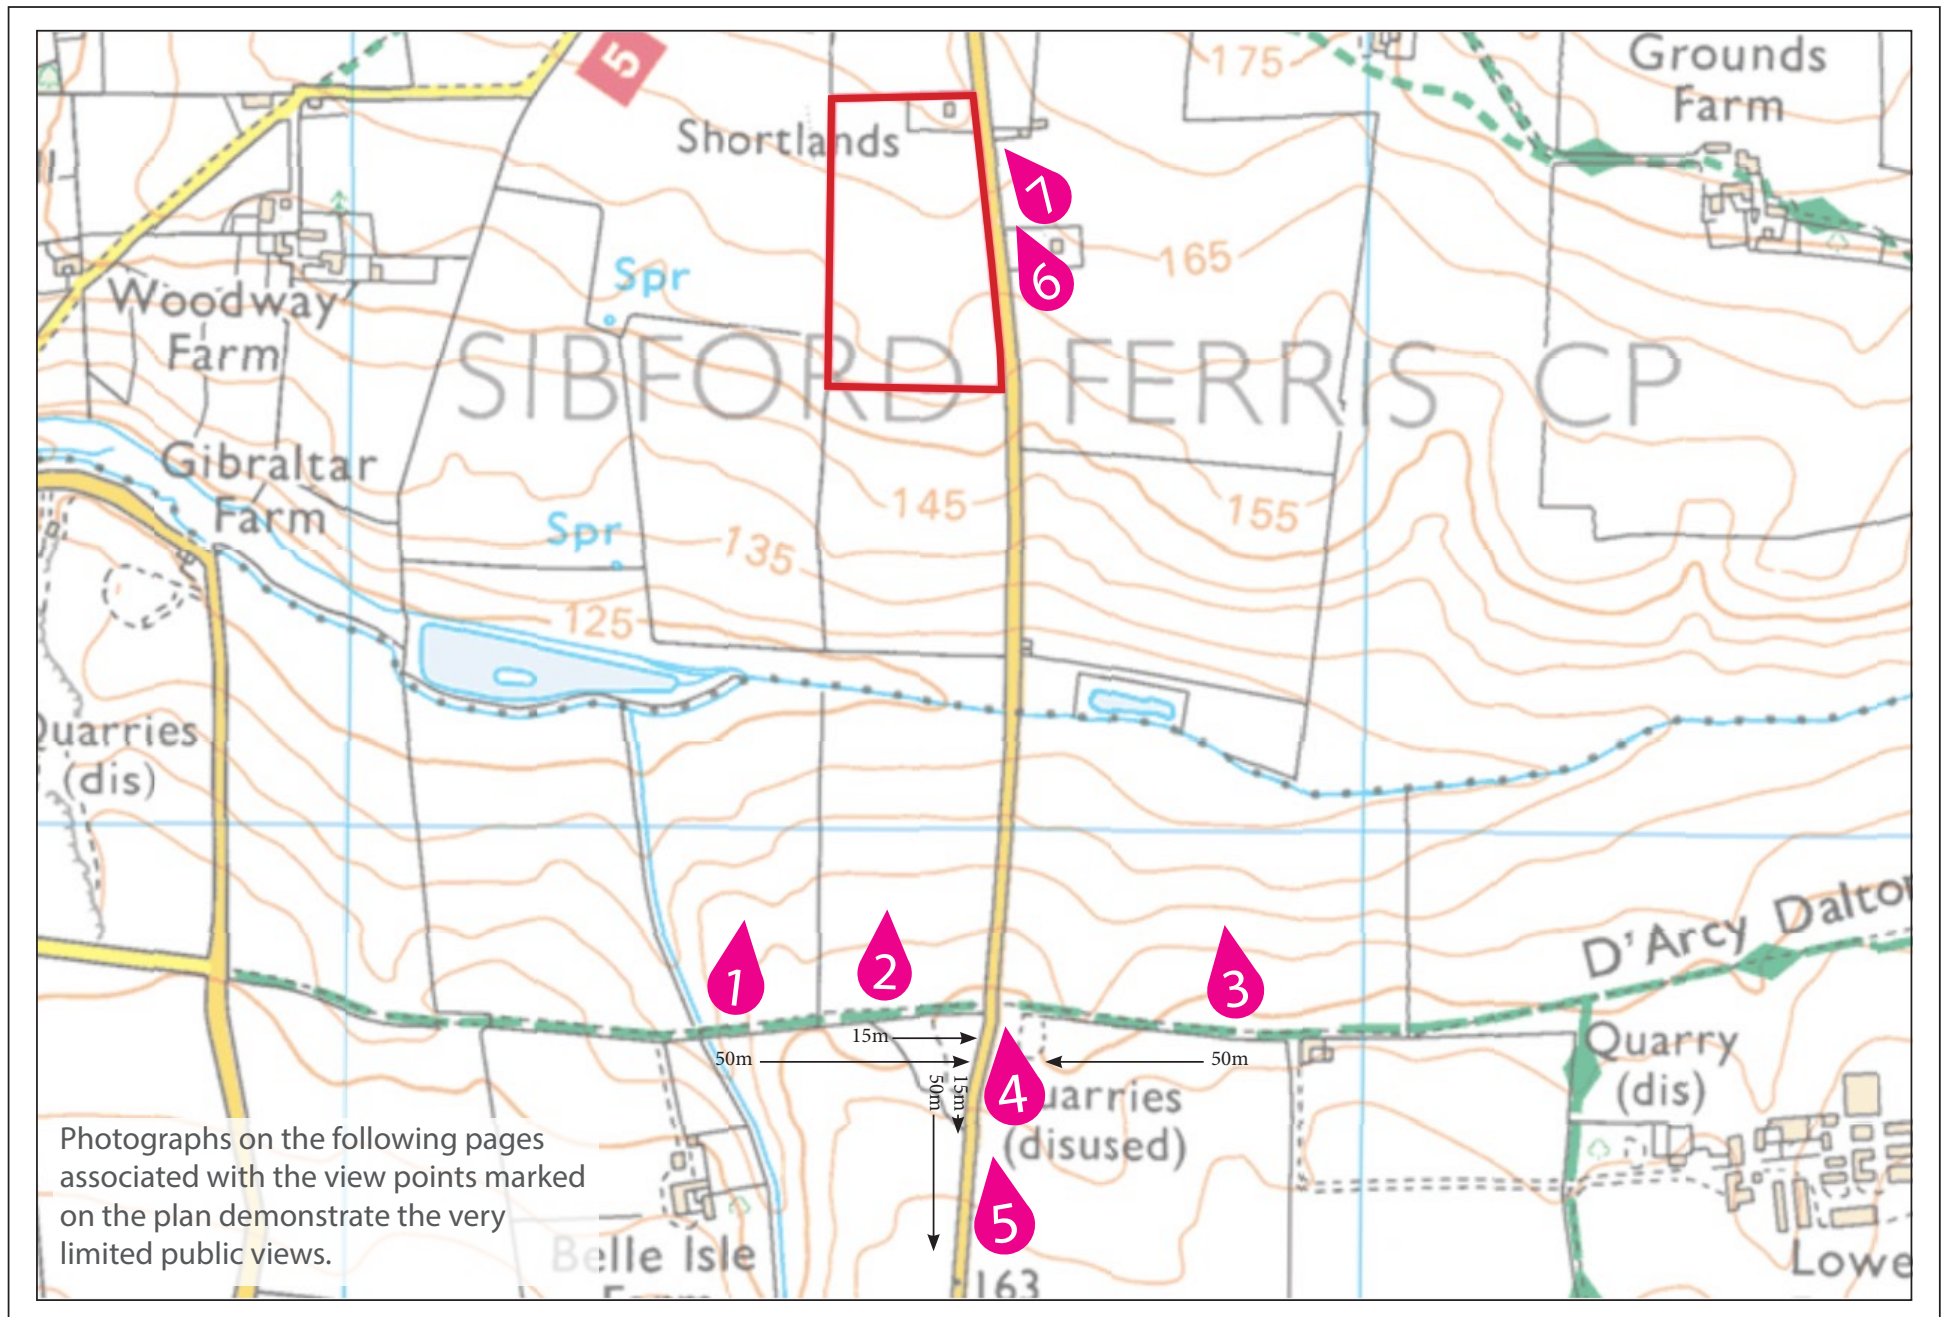 5
175
Grounds
Farm
Shortlands
7
6
165
Spr
Woodway
Farm
SIBFORD FERRIS CP
Gibraltar
Farm
145
155
Spr
135
125
Quarries
(dis)
D'Arcy Dalton
1
2
3
15m
50m
50m
50m
15m
4
uarries
(disused)
Quarry
(dis)
5
Photographs on the following pages
associated with the view points marked
on the plan demonstrate the very
limited public views.
Belle Isle
163
Lowe